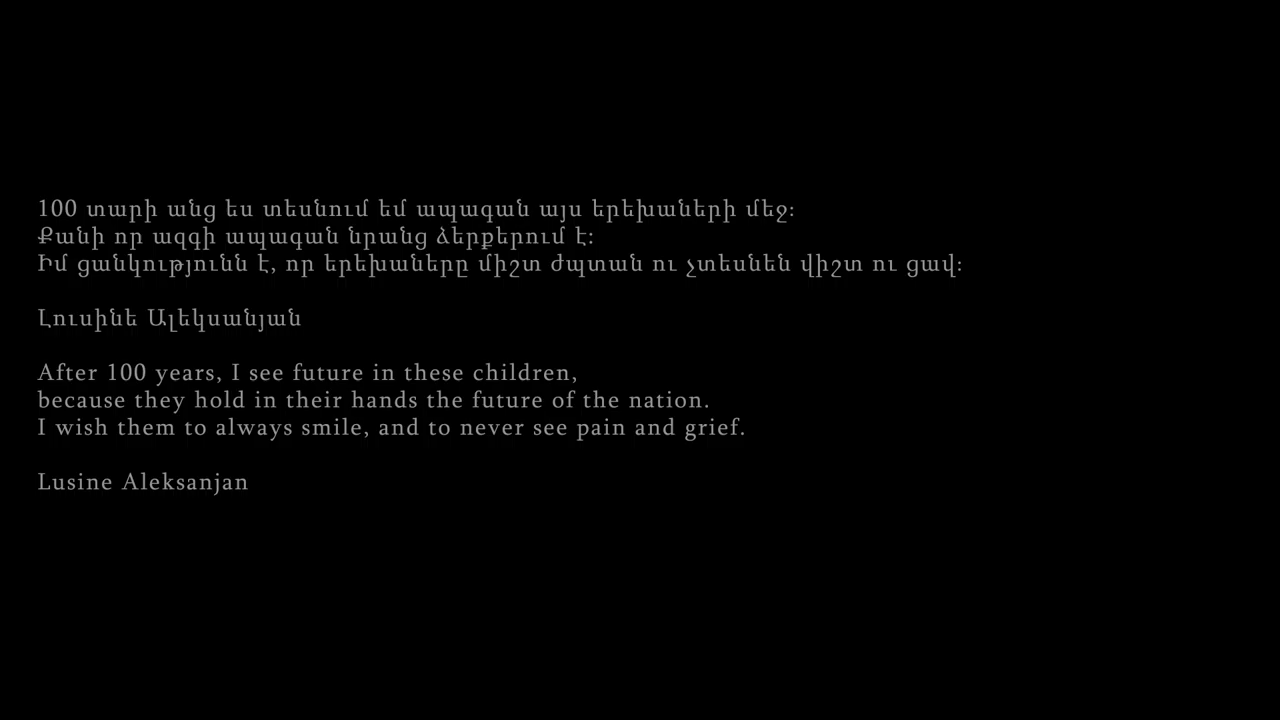 100 տարի անց ես տեսնում եմ ապագան այս երեխաների մեջ:
Քանի որ ազգի ապագան նրանց ձերքերում է:
Իմ ցանկությունն է, որ երեխաները միշտ ժպտան ու չտեսնեն վիշտ ու ցավ:
Լուսինե Ալեկսանյան
After 100 years, I see future in these children,
because they hold in their hands the future of the nation.
I wish them to always smile, and to never see pain and grief.
Lusine Aleksanjan